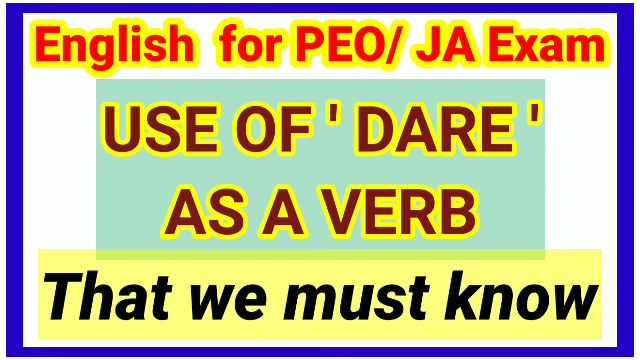 English for PEO/ JA Exam
USE OF ' DARE '
AS A VERB
That we must know